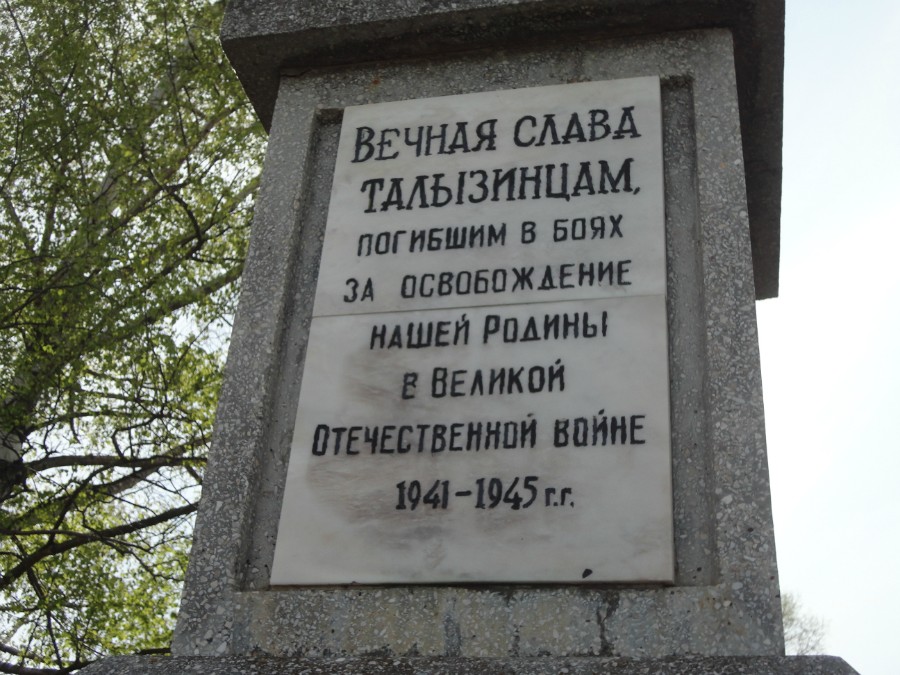 Вечная слава
талызинцам,
погибшим в боях
за освобождение
нашей Родины
в Великой
Отечественной войне
1941-1945 г.г.